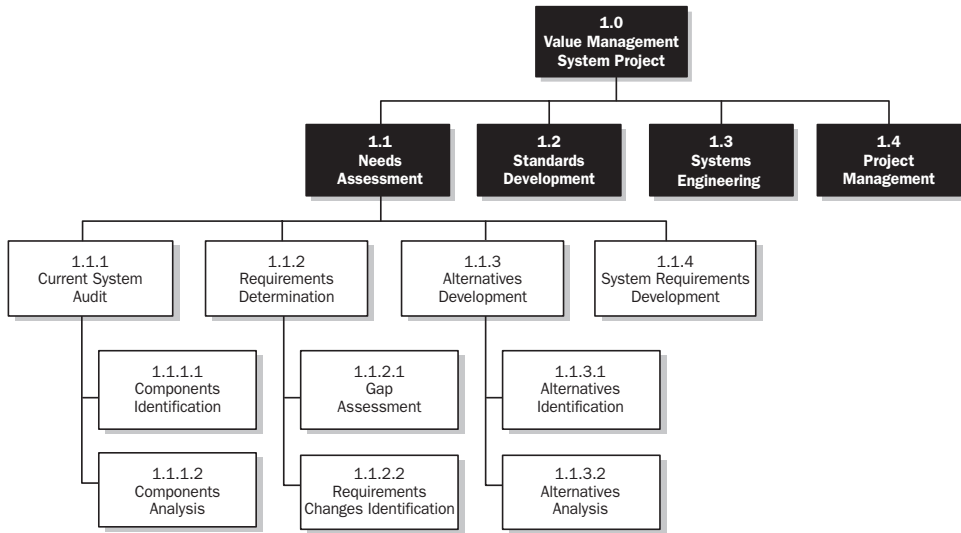 1.0
Value Management
System Project
1.1
Needs
Assessment
1.2
Standards
Development
1.3
Systems
Engineering
1.4
Project
Management
1.1.1
Current System
Audit
1.1.2
Requirements
Determination
1.1.3
Alternatives
Development
1.1.4
System Requirements
Development
1.1.1.1
Components
Identification
1.1.2.1
Gap
Assessment
1.1.3.1
Alternatives
Identification
1.1.1.2
Components
Analysis
1.1.2.2
Requirements
Changes Identification
1.1.3.2
Alternatives
Analysis